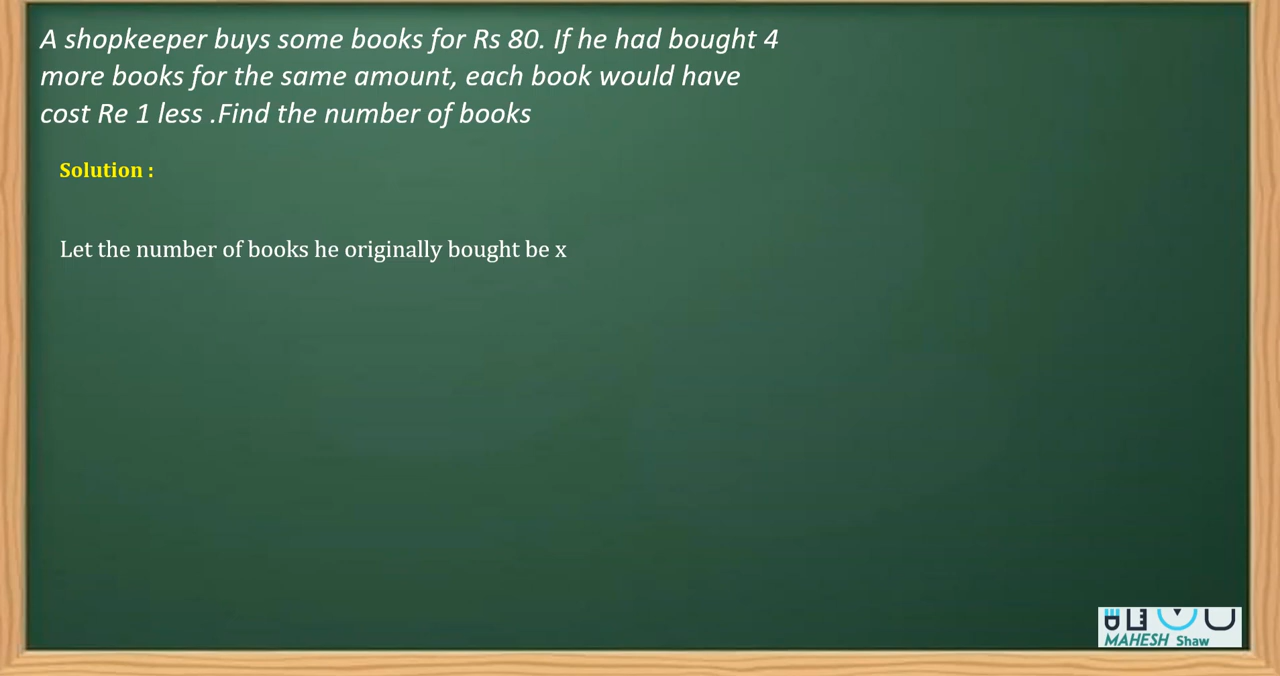 A shopkeeper buys some books for Rs 80. If he had bought 4
more books for the same amount, each book would have
cost Re 1 less .Find the number of books
Solution :
Let the number of books he originally bought be x
MAHESH Shaw